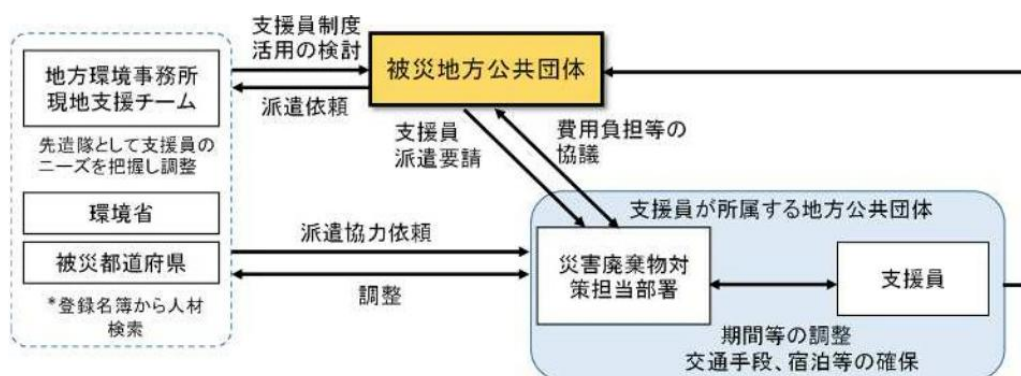 支援員制度
活用の検討
地方環境事務所
現地支援チーム
被災地方公共団体
派遣依頼
先遣隊として支援員の
ニーズを把握し調整
支援員
派遣要請
費用負担等の
協議
環境省
支援員が所属する地方公共団体
派遣協力依頼
被災都道府県
調整
災害廃棄物対
策担当部署
支援員
*登録名簿から人材
検索
期間等の調整
交通手段、宿泊等の確保